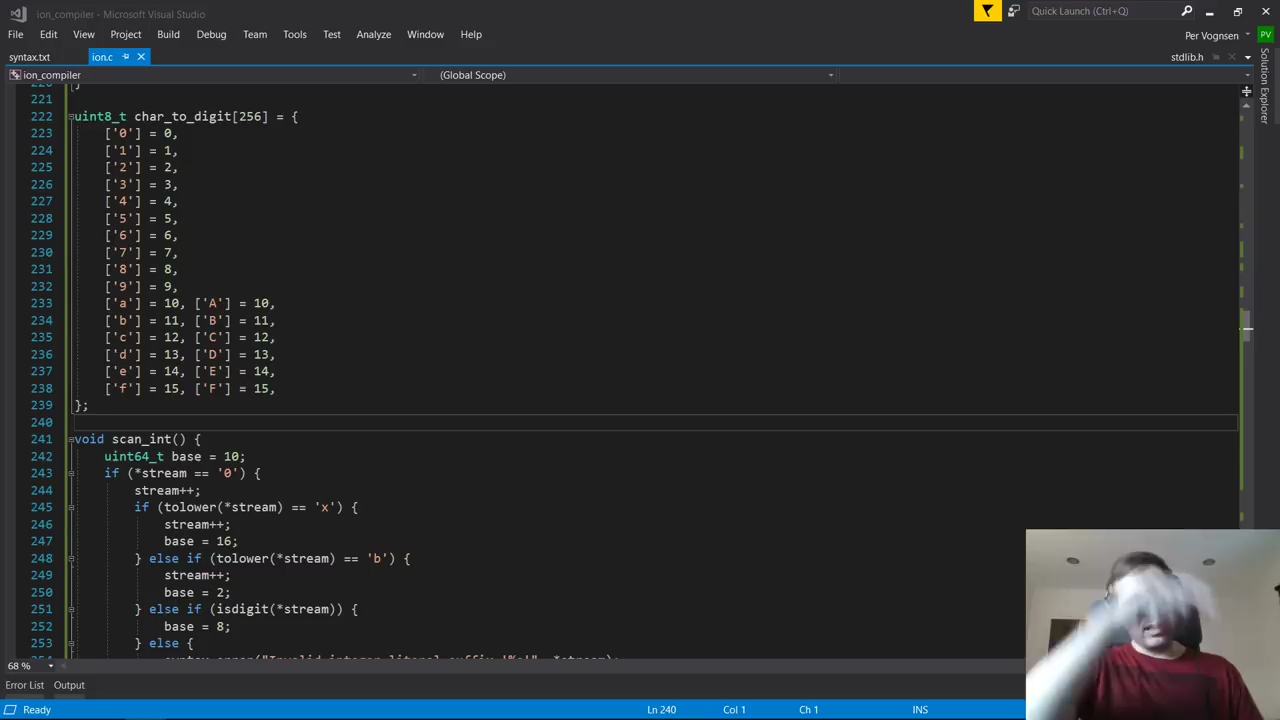 ion_compiler - Microsoft Visual Studio
Quick Launch (Ctrl+Q)
File Edit View Project Build Debug Team Tools Test Analyze Window Help
Per Vognsen PV
syntax.txt ion.c stdlib.h
ion_compiler (Global Scope)
Solution Explorer
221
222 uint8_t char_to_digit[256] = {
223 ['0'] = 0,
224 ['1'] = 1,
225 ['2'] = 2,
226 ['3'] = 3,
227 ['4'] = 4,
228 ['5'] = 5,
229 ['6'] = 6,
230 ['7'] = 7,
231 ['8'] = 8,
232 ['9'] = 9,
233 ['a'] = 10, ['A'] = 10,
234 ['b'] = 11, ['B'] = 11,
235 ['c'] = 12, ['C'] = 12,
236 ['d'] = 13, ['D'] = 13,
237 ['e'] = 14, ['E'] = 14,
238 ['f'] = 15, ['F'] = 15,
239 };
240
241 void scan_int() {
242 uint64_t base = 10;
243 if (*stream == '0') {
244 stream++;
245 if (tolower(*stream) == 'x') {
246 stream++;
247 base = 16;
248 } else if (tolower(*stream) == 'b') {
249 stream++;
250 base = 2;
251 } else if (isdigit(*stream)) {
252 base = 8;
253 } else {
68 %
Error List Output
Ready Ln 240 Col 1 Ch 1 INS